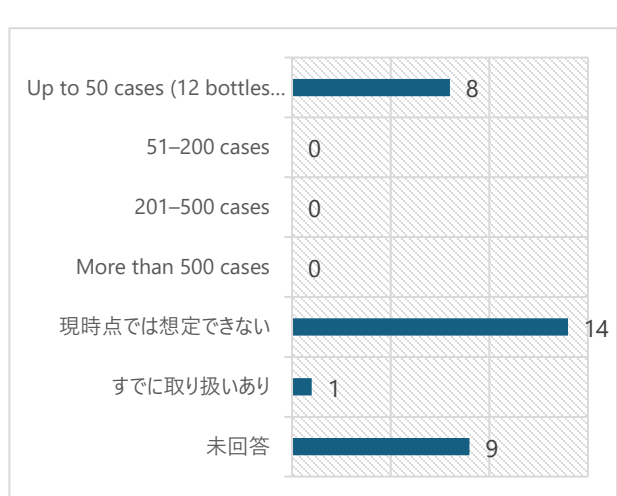 Up to 50 cases (12 bottles... 8
51–200 cases 0
201–500 cases 0
More than 500 cases 0
現時点では想定できない 14
すでに取り扱いあり 1
未回答 9